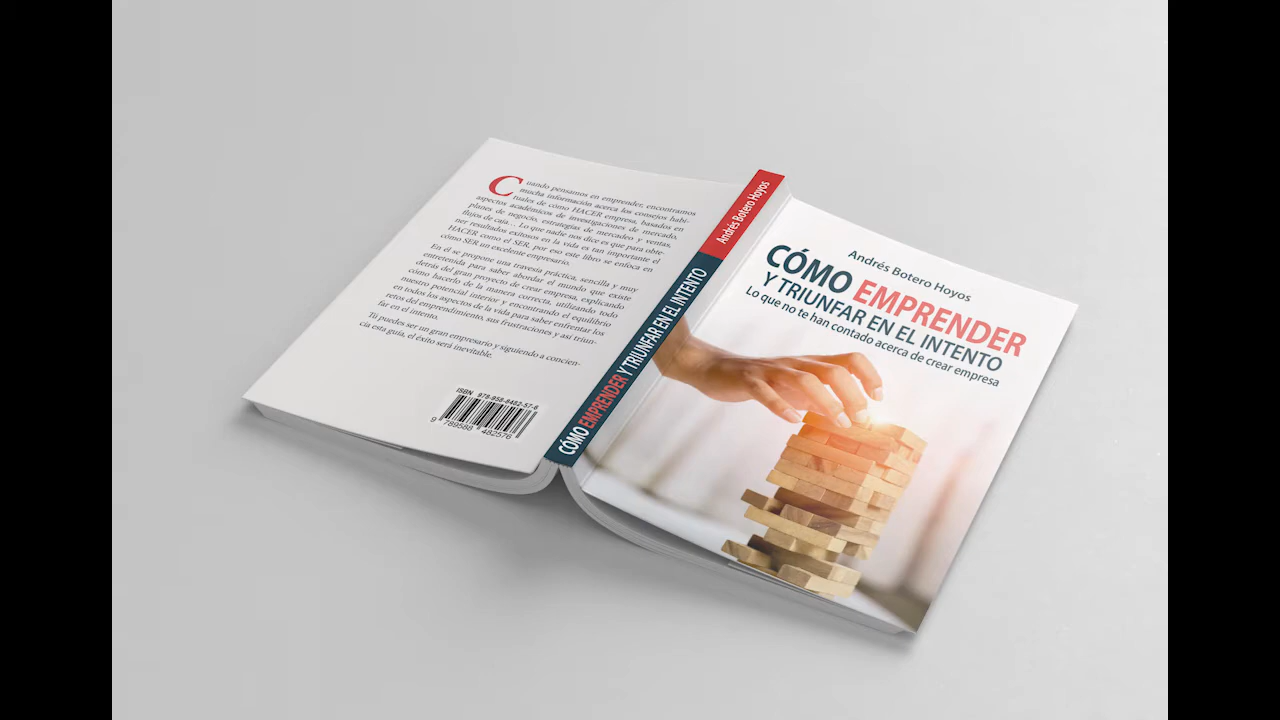 Cuando pensamos en emprender, encontramos
mucha información acerca los consejos habi-
tuales de cómo HACER empresa, basados en
aspectos académicos de investigaciones de mercado,
planes de negocio, estrategias de mercadeo y ventas,
flujos de caja... Lo que nadie nos dice es que para obte-
ner resultados exitosos en la vida es tan importante el
HACER como el SER, por eso este libro se enfoca en
cómo SER un excelente empresario.
En él se propone una travesía práctica, sencilla y muy
entretenida para saber abordar el mundo que existe
detrás del gran proyecto de crear empresa, explicando
cómo hacerlo de la manera correcta, utilizando todo
nuestro potencial interior y encontrando el equilibrio
en todos los aspectos de la vida para saber enfrentar los
retos del emprendimiento, sus frustraciones y así triun-
far en el intento.
Tú puedes ser un gran empresario y siguiendo a concien-
cia esta guía, el éxito será inevitable.
ISBN 978-958-8482-57-6
9 789588 482576
CÓMO EMPRENDER Y TRIUNFAR EN EL INTENTO
Andrés Botero Hoyos
Andrés Botero Hoyos
CÓMO EMPRENDER
Y TRIUNFAR EN EL INTENTO
Lo que no te han contado acerca de crear empresa